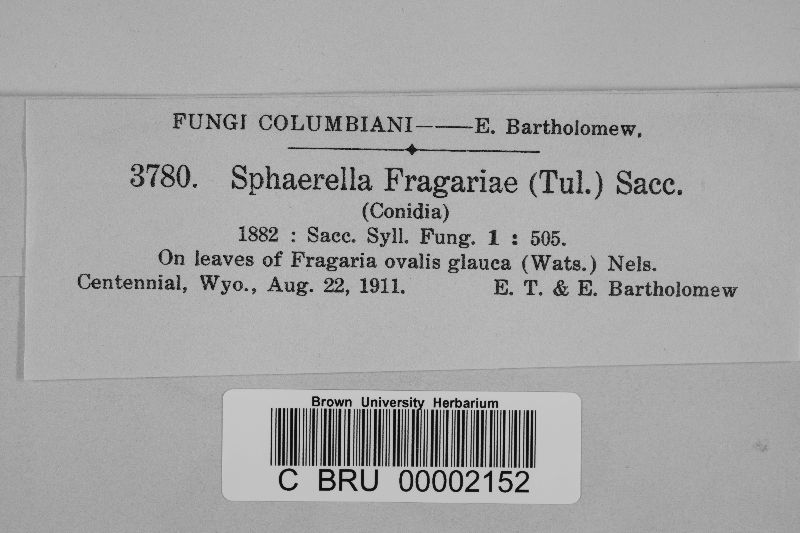 FUNGI COLUMBIANI——E. Bartholomew.
3780. Sphaerella Fragariae (Tul.) Sacc.
(Conidia)
1882 : Sacc. Syll. Fung. 1 : 505.
On leaves of Fragaria ovalis glauca (Wats.) Nels.
Centennial, Wyo., Aug. 22, 1911. E. T. & E. Bartholomew
Brown University Herbarium
C BRU 00002152